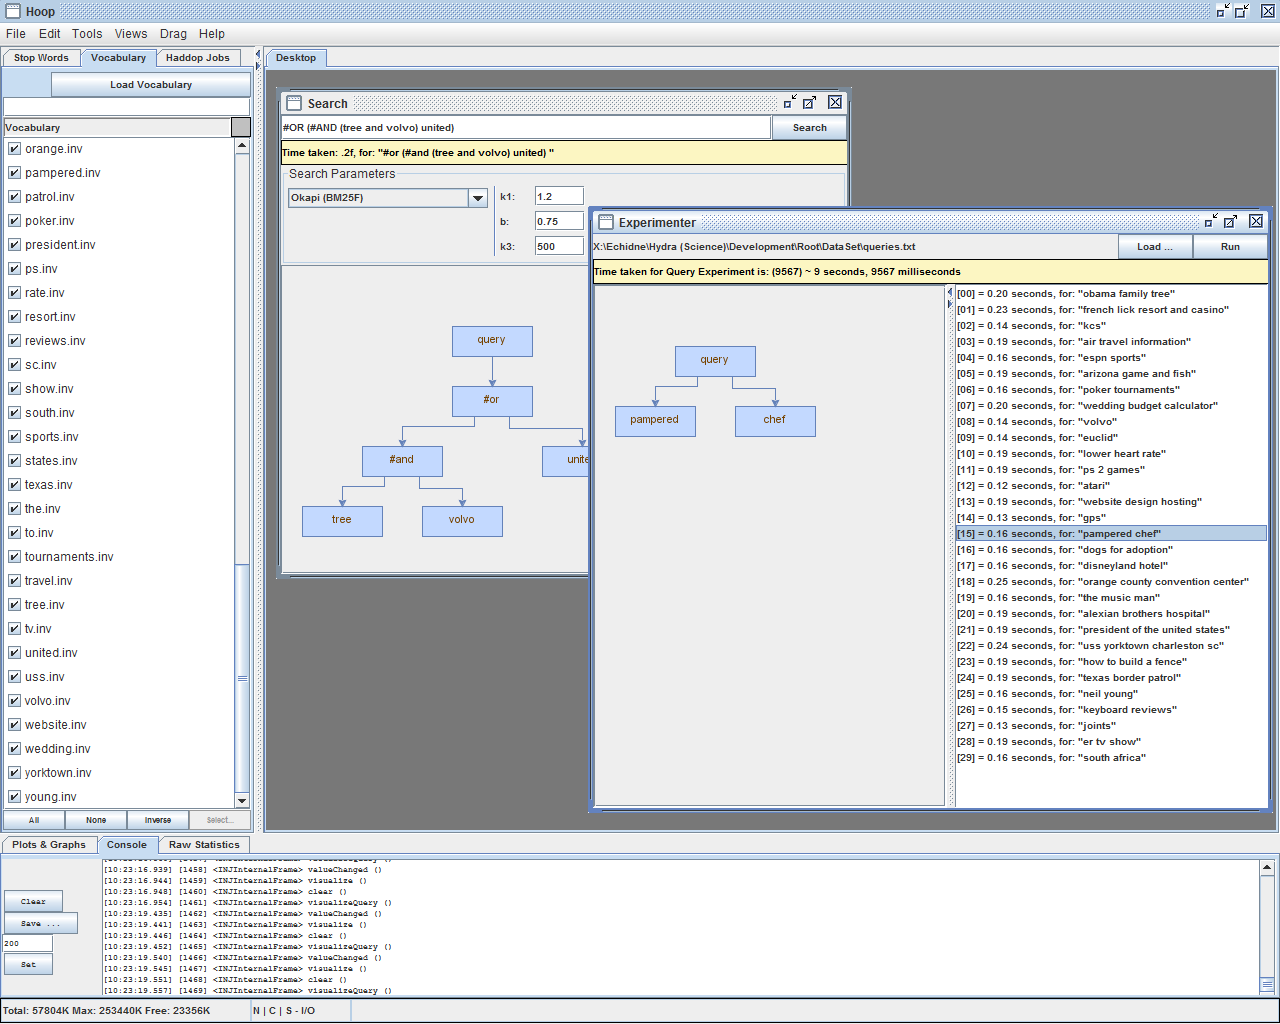 Hoop
File Edit Tools Views Drag Help
Stop Words Vocabulary Haddop Jobs
Load Vocabulary
Vocabulary
orange.inv
pampered.inv
patrol.inv
poker.inv
president.inv
ps.inv
rate.inv
resort.inv
reviews.inv
sc.inv
show.inv
south.inv
sports.inv
states.inv
texas.inv
the.inv
to.inv
tournaments.inv
travel.inv
tree.inv
tv.inv
united.inv
uss.inv
volvo.inv
website.inv
wedding.inv
yorktown.inv
young.inv
All None Inverse Select...
Desktop
Search
#OR (#AND (tree and volvo) united)
Search
Time taken: .2f, for: "#or (#and (tree and volvo) united) "
Search Parameters
Okapi (BM25F)
k1: 1.2
b: 0.75
k3: 500
query
#or
#and
unite
tree
volvo
Experimenter
X:\Echidne\Hydra (Science)\Development\Root\DataSet\queries.txt
Load ... Run
Time taken for Query Experiment is: (9567) ~ 9 seconds, 9567 milliseconds
query
pampered
chef
[00] = 0.20 seconds, for: "obama family tree"
[01] = 0.23 seconds, for: "french lick resort and casino"
[02] = 0.14 seconds, for: "kcs"
[03] = 0.19 seconds, for: "air travel information"
[04] = 0.16 seconds, for: "espn sports"
[05] = 0.19 seconds, for: "arizona game and fish"
[06] = 0.16 seconds, for: "poker tournaments"
[07] = 0.20 seconds, for: "wedding budget calculator"
[08] = 0.14 seconds, for: "volvo"
[09] = 0.14 seconds, for: "euclid"
[10] = 0.19 seconds, for: "lower heart rate"
[11] = 0.19 seconds, for: "ps 2 games"
[12] = 0.12 seconds, for: "atari"
[13] = 0.19 seconds, for: "website design hosting"
[14] = 0.13 seconds, for: "gps"
[15] = 0.16 seconds, for: "pampered chef"
[16] = 0.16 seconds, for: "dogs for adoption"
[17] = 0.16 seconds, for: "disneyland hotel"
[18] = 0.25 seconds, for: "orange county convention center"
[19] = 0.16 seconds, for: "the music man"
[20] = 0.19 seconds, for: "alexian brothers hospital"
[21] = 0.19 seconds, for: "president of the united states"
[22] = 0.24 seconds, for: "uss yorktown charleston sc"
[23] = 0.19 seconds, for: "how to build a fence"
[24] = 0.19 seconds, for: "texas border patrol"
[25] = 0.16 seconds, for: "neil young"
[26] = 0.15 seconds, for: "keyboard reviews"
[27] = 0.13 seconds, for: "joints"
[28] = 0.19 seconds, for: "er tv show"
[29] = 0.16 seconds, for: "south africa"
Plots & Graphs Console Raw Statistics
Clear
Save ...
200
Set
[10:23:16.939] [1458] <INJInternalFrame> valueChanged ()
[10:23:16.944] [1459] <INJInternalFrame> visualize ()
[10:23:16.948] [1460] <INJInternalFrame> clear ()
[10:23:16.954] [1461] <INJInternalFrame> visualizeQuery ()
[10:23:19.435] [1462] <INJInternalFrame> valueChanged ()
[10:23:19.441] [1463] <INJInternalFrame> visualize ()
[10:23:19.446] [1464] <INJInternalFrame> clear ()
[10:23:19.452] [1465] <INJInternalFrame> visualizeQuery ()
[10:23:19.540] [1466] <INJInternalFrame> valueChanged ()
[10:23:19.545] [1467] <INJInternalFrame> visualize ()
[10:23:19.551] [1468] <INJInternalFrame> clear ()
[10:23:19.557] [1469] <INJInternalFrame> visualizeQuery ()
Total: 57804K Max: 253440K Free: 23356K N | C | S - I/O